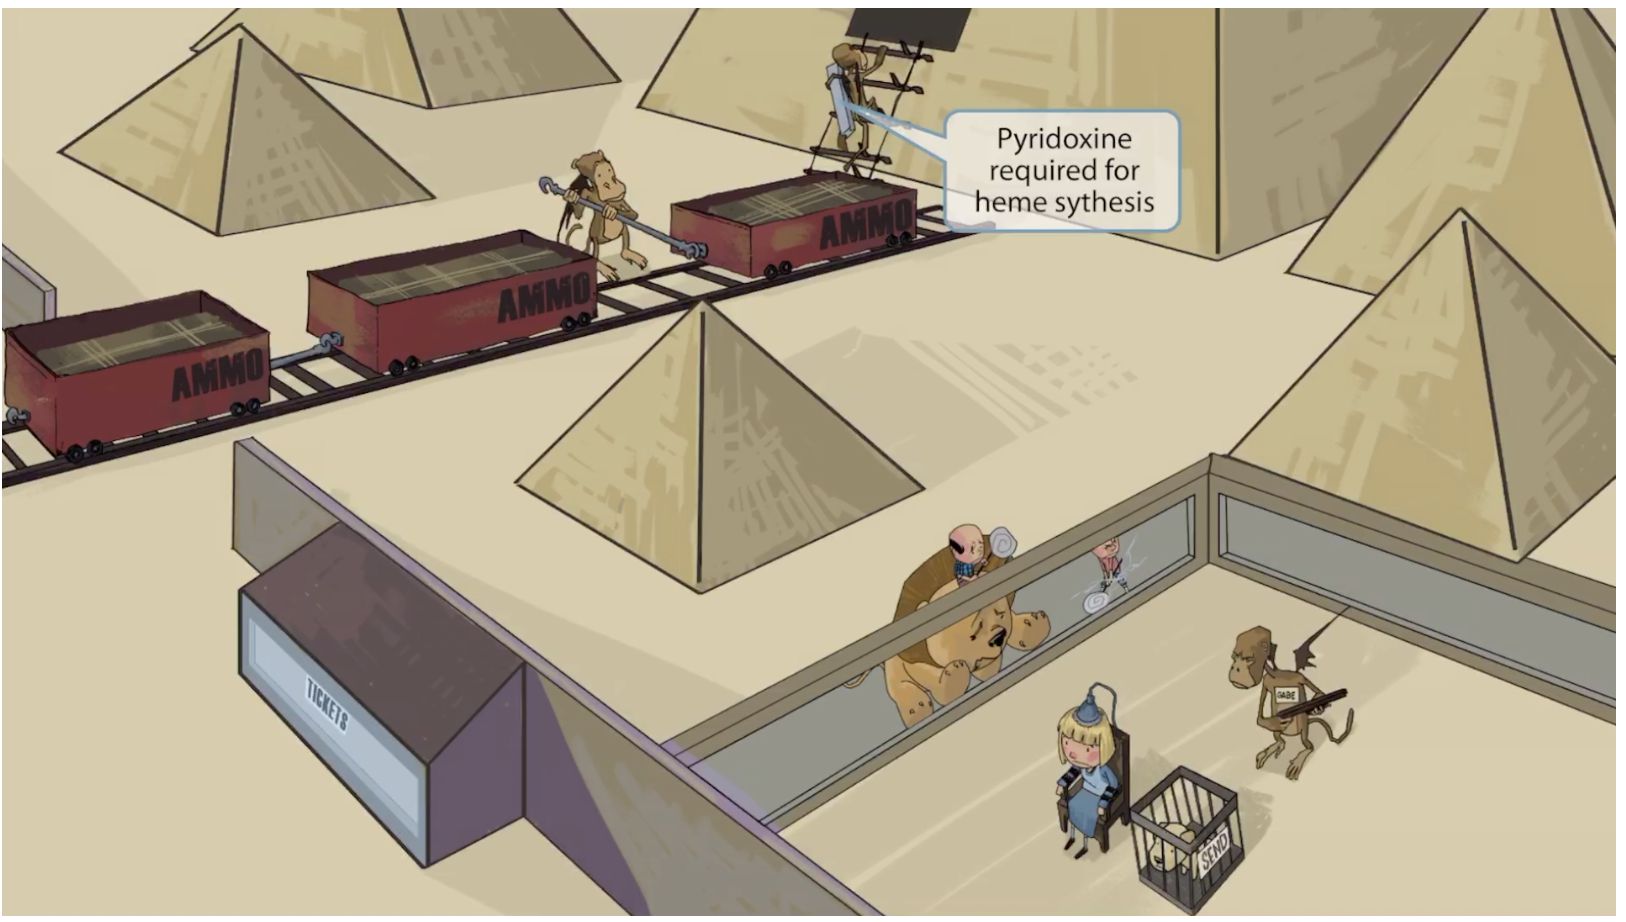 Pyridoxine
required for
heme sythesis
AMMO
AMMO
AMMO
TICKETS
GABE
SEND